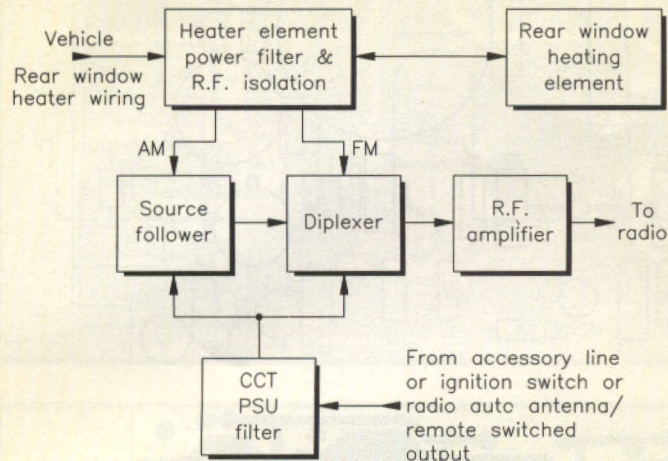 Vehicle
Rear window
heater wiring
Heater element
power filter &
R.F. isolation
Rear window
heating
element
AM
FM
Source
follower
Diplexer
R.F.
amplifier
To
radio
CCT
PSU
filter
From accessory line
or ignition switch or
radio auto antenna/
remote switched
output